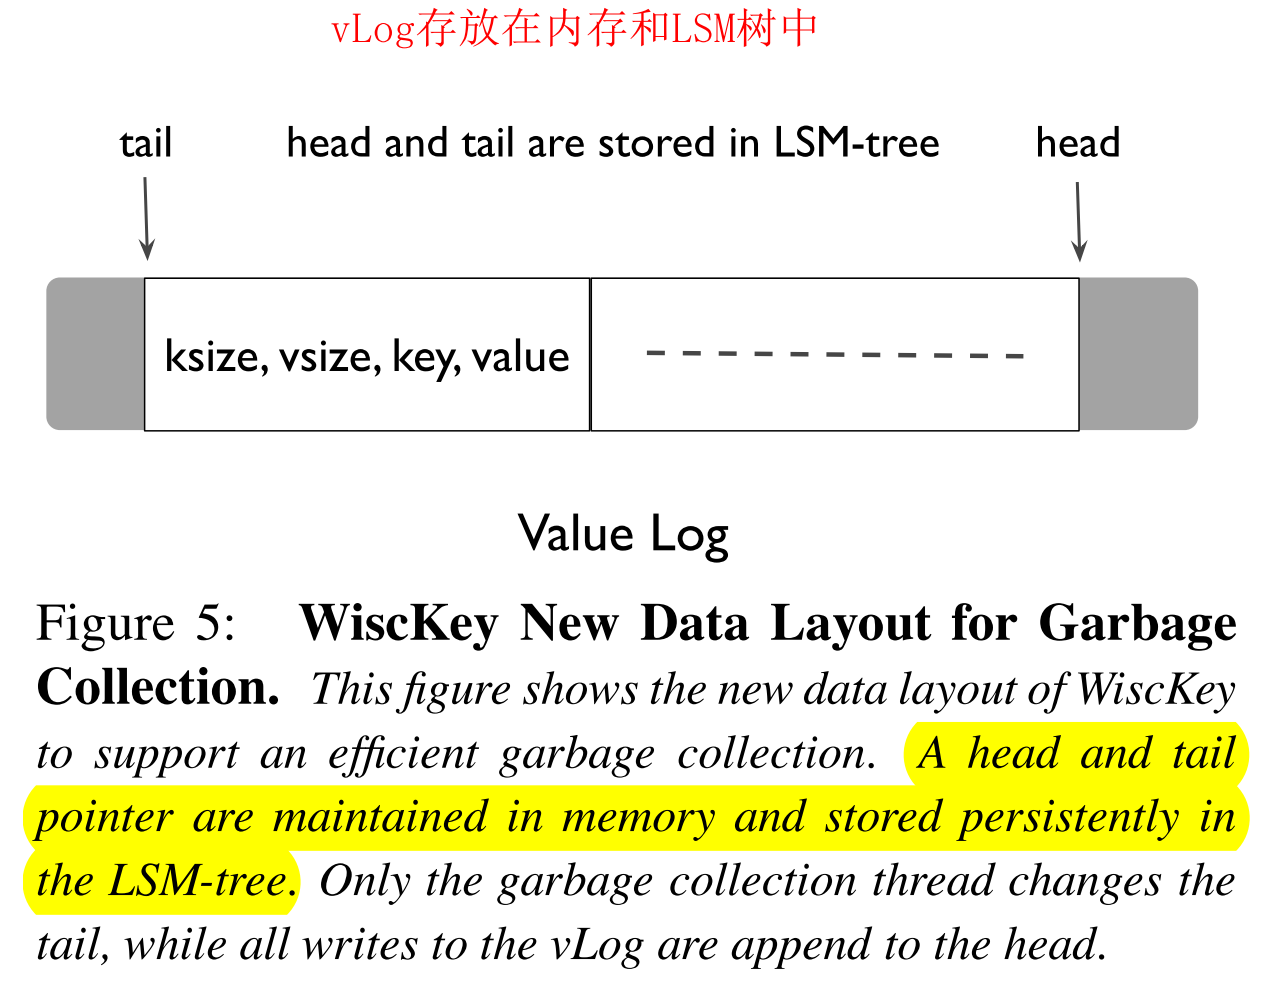 vLog存放在内存和LSM树中
tail head and tail are stored in LSM-tree head
ksize, vsize, key, value
Value Log
Figure 5: WiscKey New Data Layout for Garbage
Collection. This figure shows the new data layout of WiscKey
to support an efficient garbage collection. A head and tail
pointer are maintained in memory and stored persistently in
the LSM-tree. Only the garbage collection thread changes the
tail, while all writes to the vLog are append to the head.